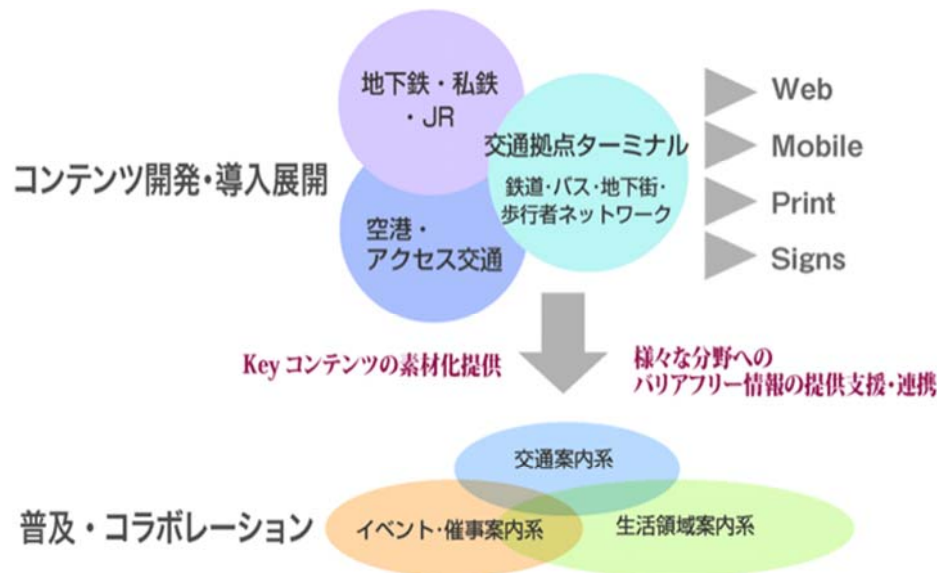 地下鉄・私鉄
・JR
交通拠点ターミナル
鉄道・バス・地下街・
歩行者ネットワーク
空港・
アクセス交通
コンテンツ開発・導入展開
Web
Mobile
Print
Signs
Key コンテンツの素材化提供
様々な分野への
バリアフリー情報の提供支援・連携
交通案内系
イベント・催事案内系
生活領域案内系
普及・コラボレーション